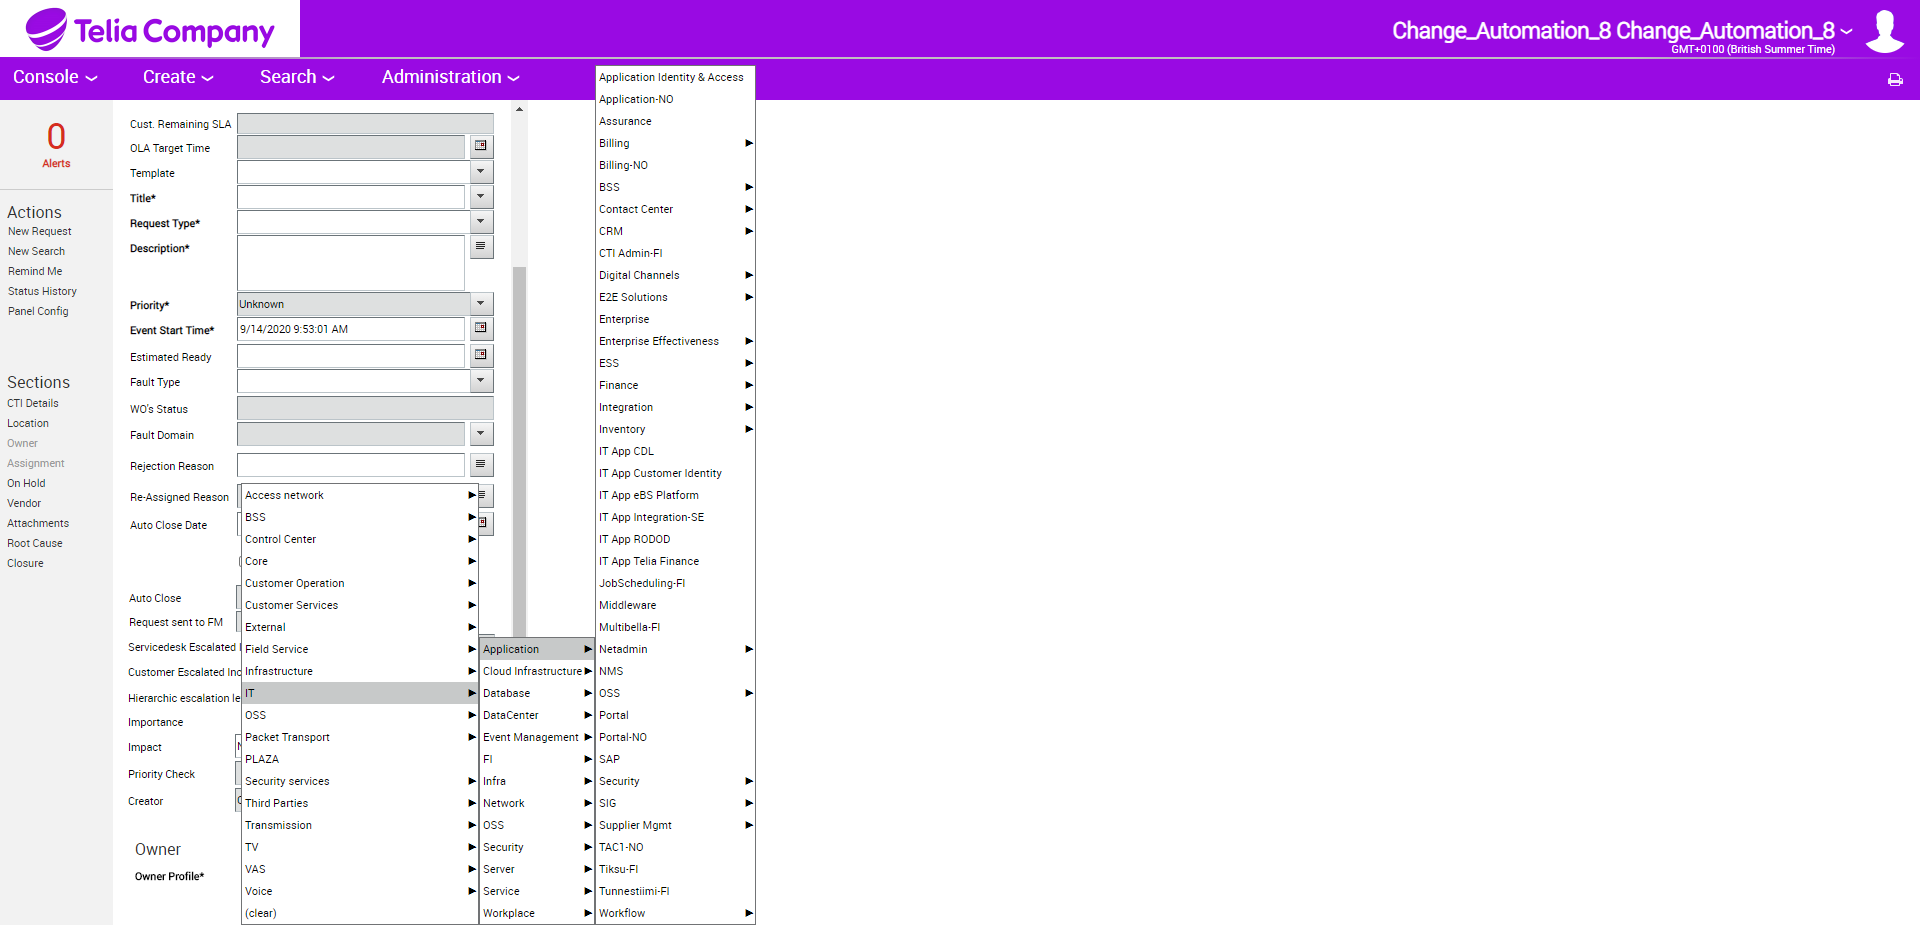 Telia Company
Change_Automation_8 Change_Automation_8
GMT+0100 (British Summer Time)
Console
Create
Search
Administration
0
Alerts
Actions
New Request
New Search
Remind Me
Status History
Panel Config
Sections
CTI Details
Location
Owner
Assignment
On Hold
Vendor
Attachments
Root Cause
Closure
Cust. Remaining SLA
OLA Target Time
Template
Title*
Request Type*
Description*
Priority* Unknown
Event Start Time* 9/14/2020 9:53:01 AM
Estimated Ready
Fault Type
WO's Status
Fault Domain
Rejection Reason
Re-Assigned Reason
Auto Close Date
Auto Close
Request sent to FM
Servicedesk Escalated
Customer Escalated Inc
Hierarchic escalation le
Importance
Impact
Priority Check
Creator
Owner
Owner Profile*
Access network
BSS
Control Center
Core
Customer Operation
Customer Services
External
Field Service
Infrastructure
IT
OSS
Packet Transport
PLAZA
Security services
Third Parties
Transmission
TV
VAS
Voice
(clear)
Application
Cloud Infrastructure
Database
DataCenter
Event Management
FI
Infra
Network
OSS
Security
Server
Service
Workplace
Application Identity & Access
Application-NO
Assurance
Billing
Billing-NO
BSS
Contact Center
CRM
CTI Admin-FI
Digital Channels
E2E Solutions
Enterprise
Enterprise Effectiveness
ESS
Finance
Integration
Inventory
IT App CDL
IT App Customer Identity
IT App eBS Platform
IT App Integration-SE
IT App RODOD
IT App Telia Finance
JobScheduling-FI
Middleware
Multibella-FI
Netadmin
NMS
OSS
Portal
Portal-NO
SAP
Security
SIG
Supplier Mgmt
TAC1-NO
Tiksu-FI
Tunnestiimi-FI
Workflow